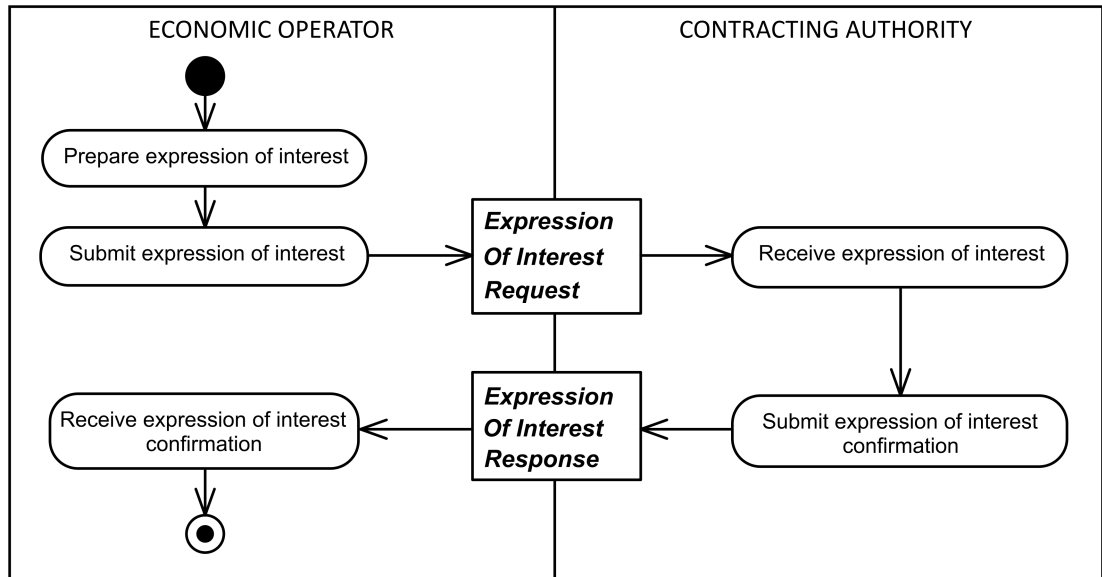 ECONOMIC OPERATOR
CONTRACTING AUTHORITY
Prepare expression of interest
Submit expression of interest
Expression
Of Interest
Request
Receive expression of interest
Receive expression of interest
confirmation
Expression
Of Interest
Response
Submit expression of interest
confirmation